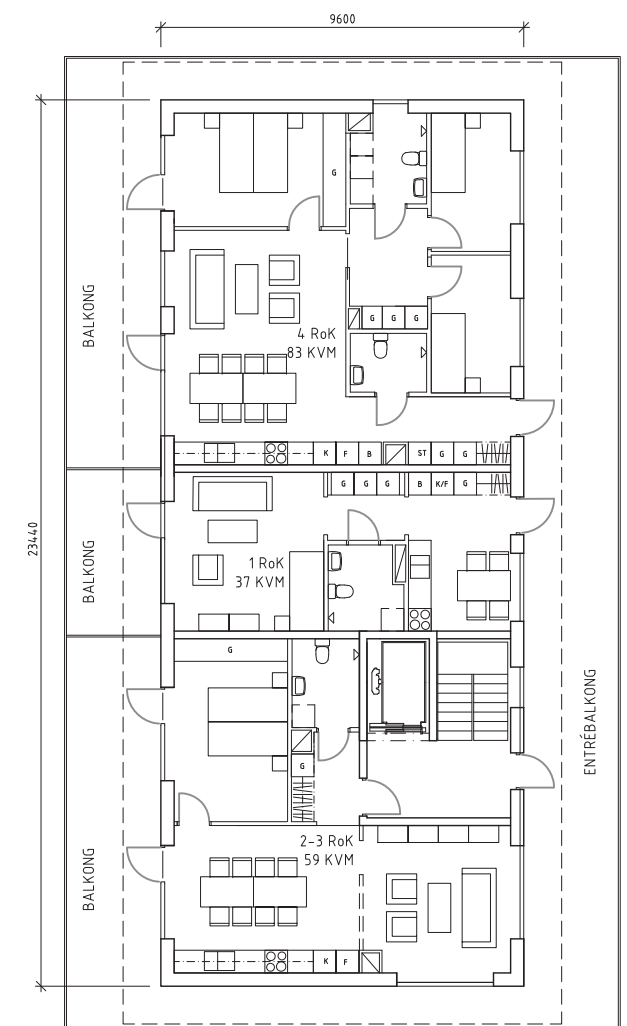 9600
23440
BALKONG
G
4 RoK
83 KVM
G G G
K F B ST G G
BALKONG
G G G B K/F G
1 RoK
37 KVM
ENTRÉBALKONG
G
G
BALKONG
2-3 RoK
59 KVM
K F